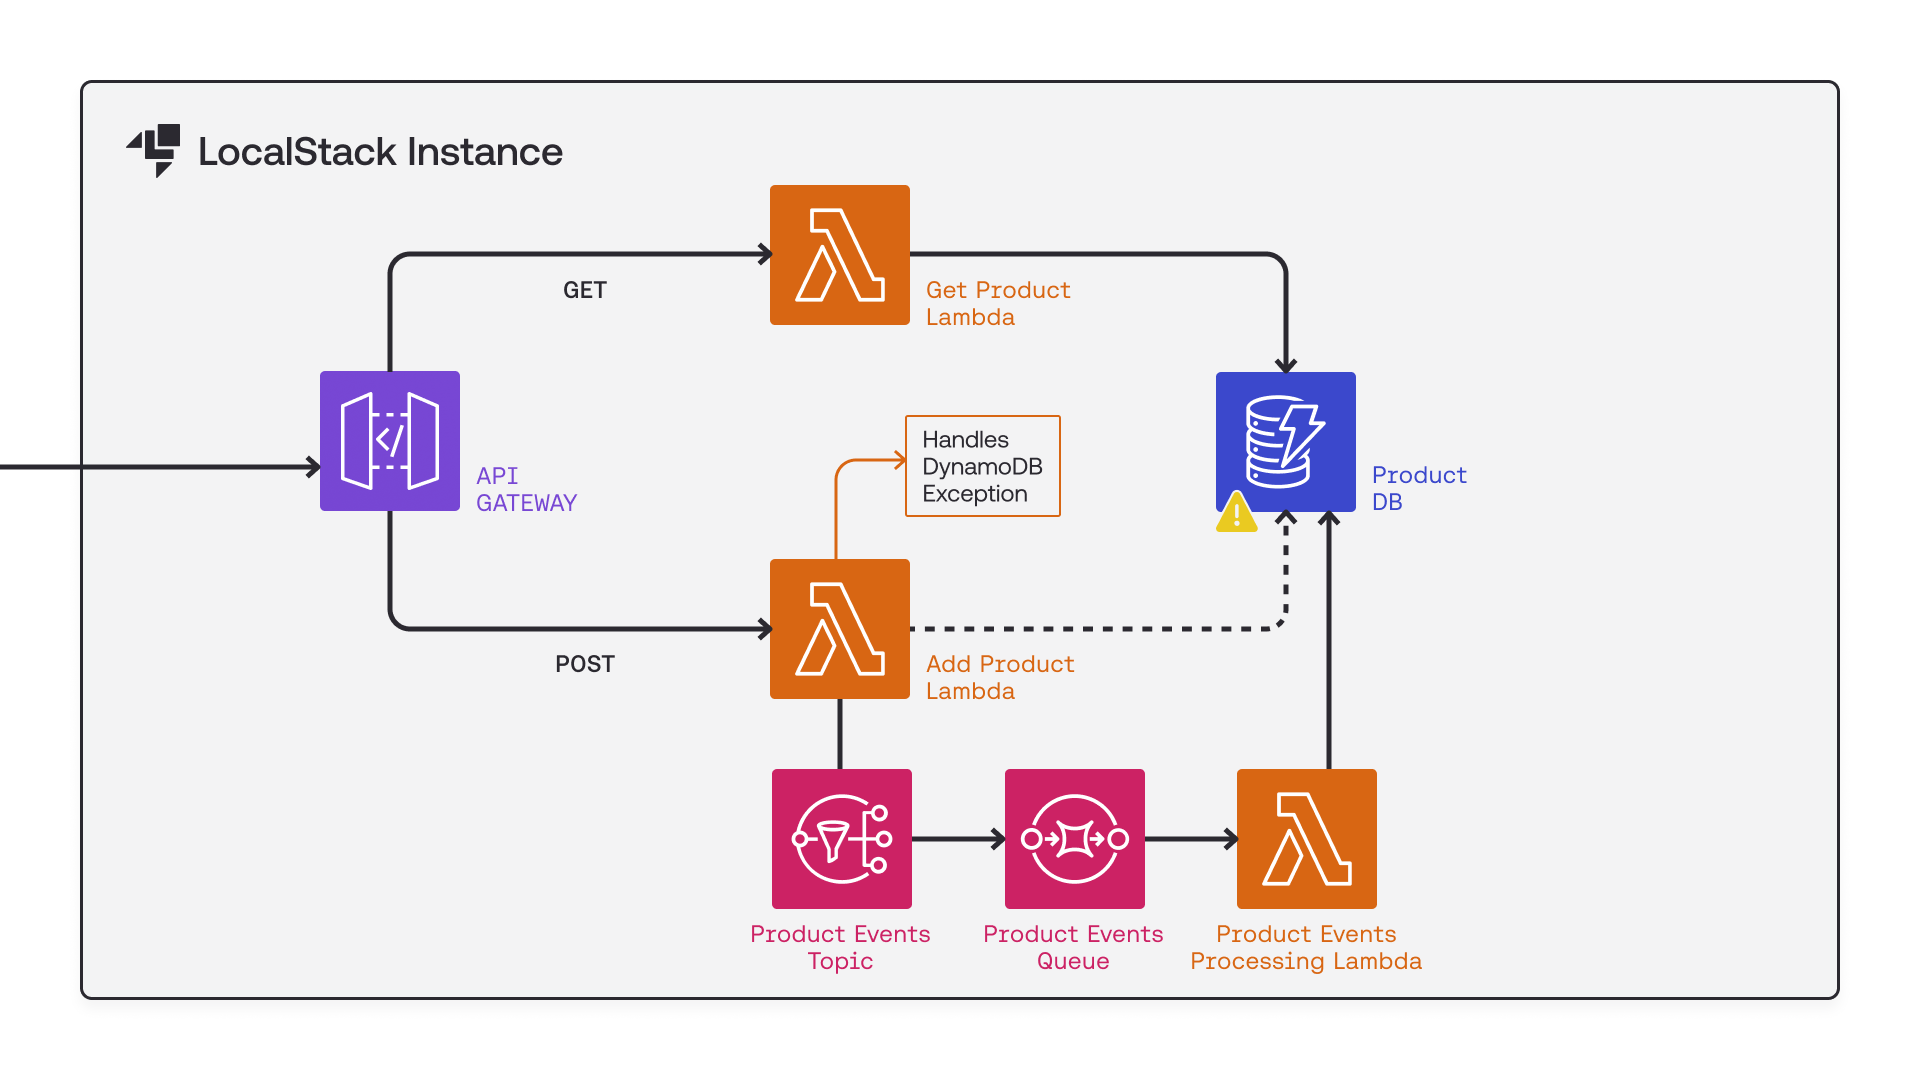 LocalStack Instance
GET
Get Product
Lambda
API
GATEWAY
Handles
DynamoDB
Exception
Product
DB
POST
Add Product
Lambda
Product Events
Topic
Product Events
Queue
Product Events
Processing Lambda